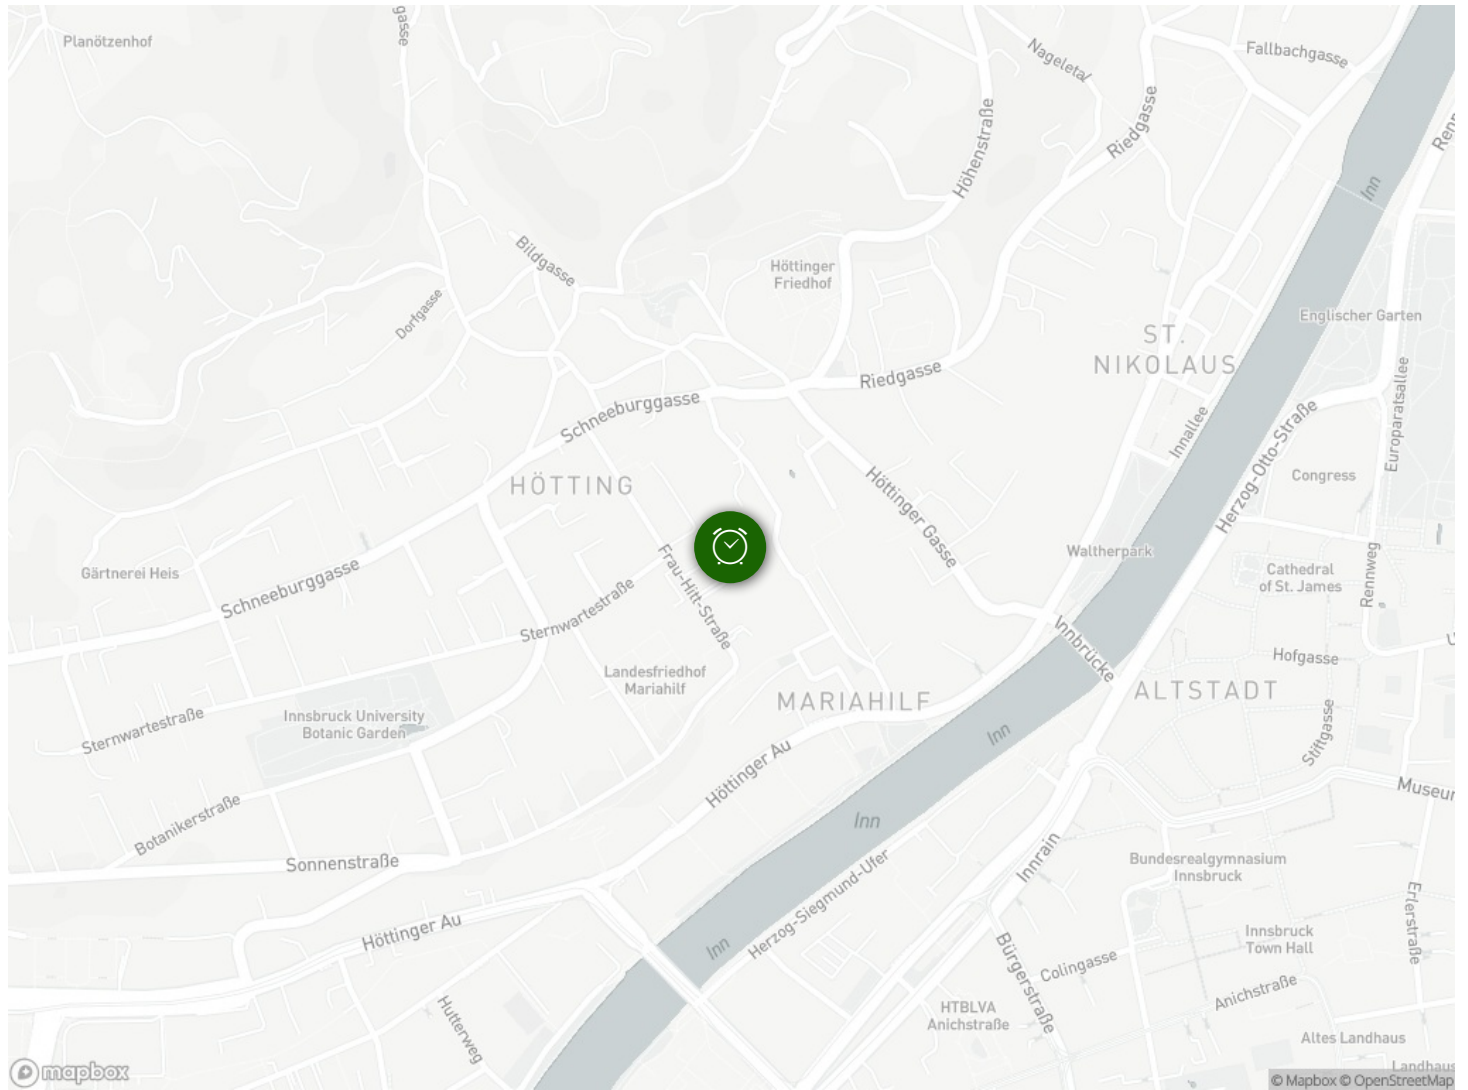 gasse
Planötzenhof
Nageletal
Fallbachgasse
Riedgasse
Höhenstraße
Inn
Bildgasse
Höttinger
Friedhof
Dorfgasse
Englischer Garten
ST.
NIKOLAUS
Riedgasse
Schneeburggasse
Innallee
Herzog-Otto-Straße
Europaratsallee
Congress
HÖTTING
Höttinger Gasse
Waltherpark
Gärtnerei Heis
Schneeburggasse
Frau-Hitt-Straße
Sternwartestraße
Cathedral
of St. James
Rennweg
Innbrücke
Hofgasse
Landesfriedhof
Mariahilf
MARIAHILF
ALTSTADT
Sternwartestraße
Innsbruck University
Botanic Garden
Inn
Stiftgasse
Höttinger Au
Museur
Botanikerstraße
Inn
Sonnenstraße
Innrain
Bundesrealgymnasium
Innsbruck
Herzog-Siegmund-Ufer
Erlerstraße
Höttinger Au
Inn
Innsbruck
Town Hall
Colingasse
Bürgerstraße
Anichstraße
Hutterweg
HTBLVA
Anichstraße
Altes Landhaus
Landhaus
mapbox
© Mapbox © OpenStreetMap